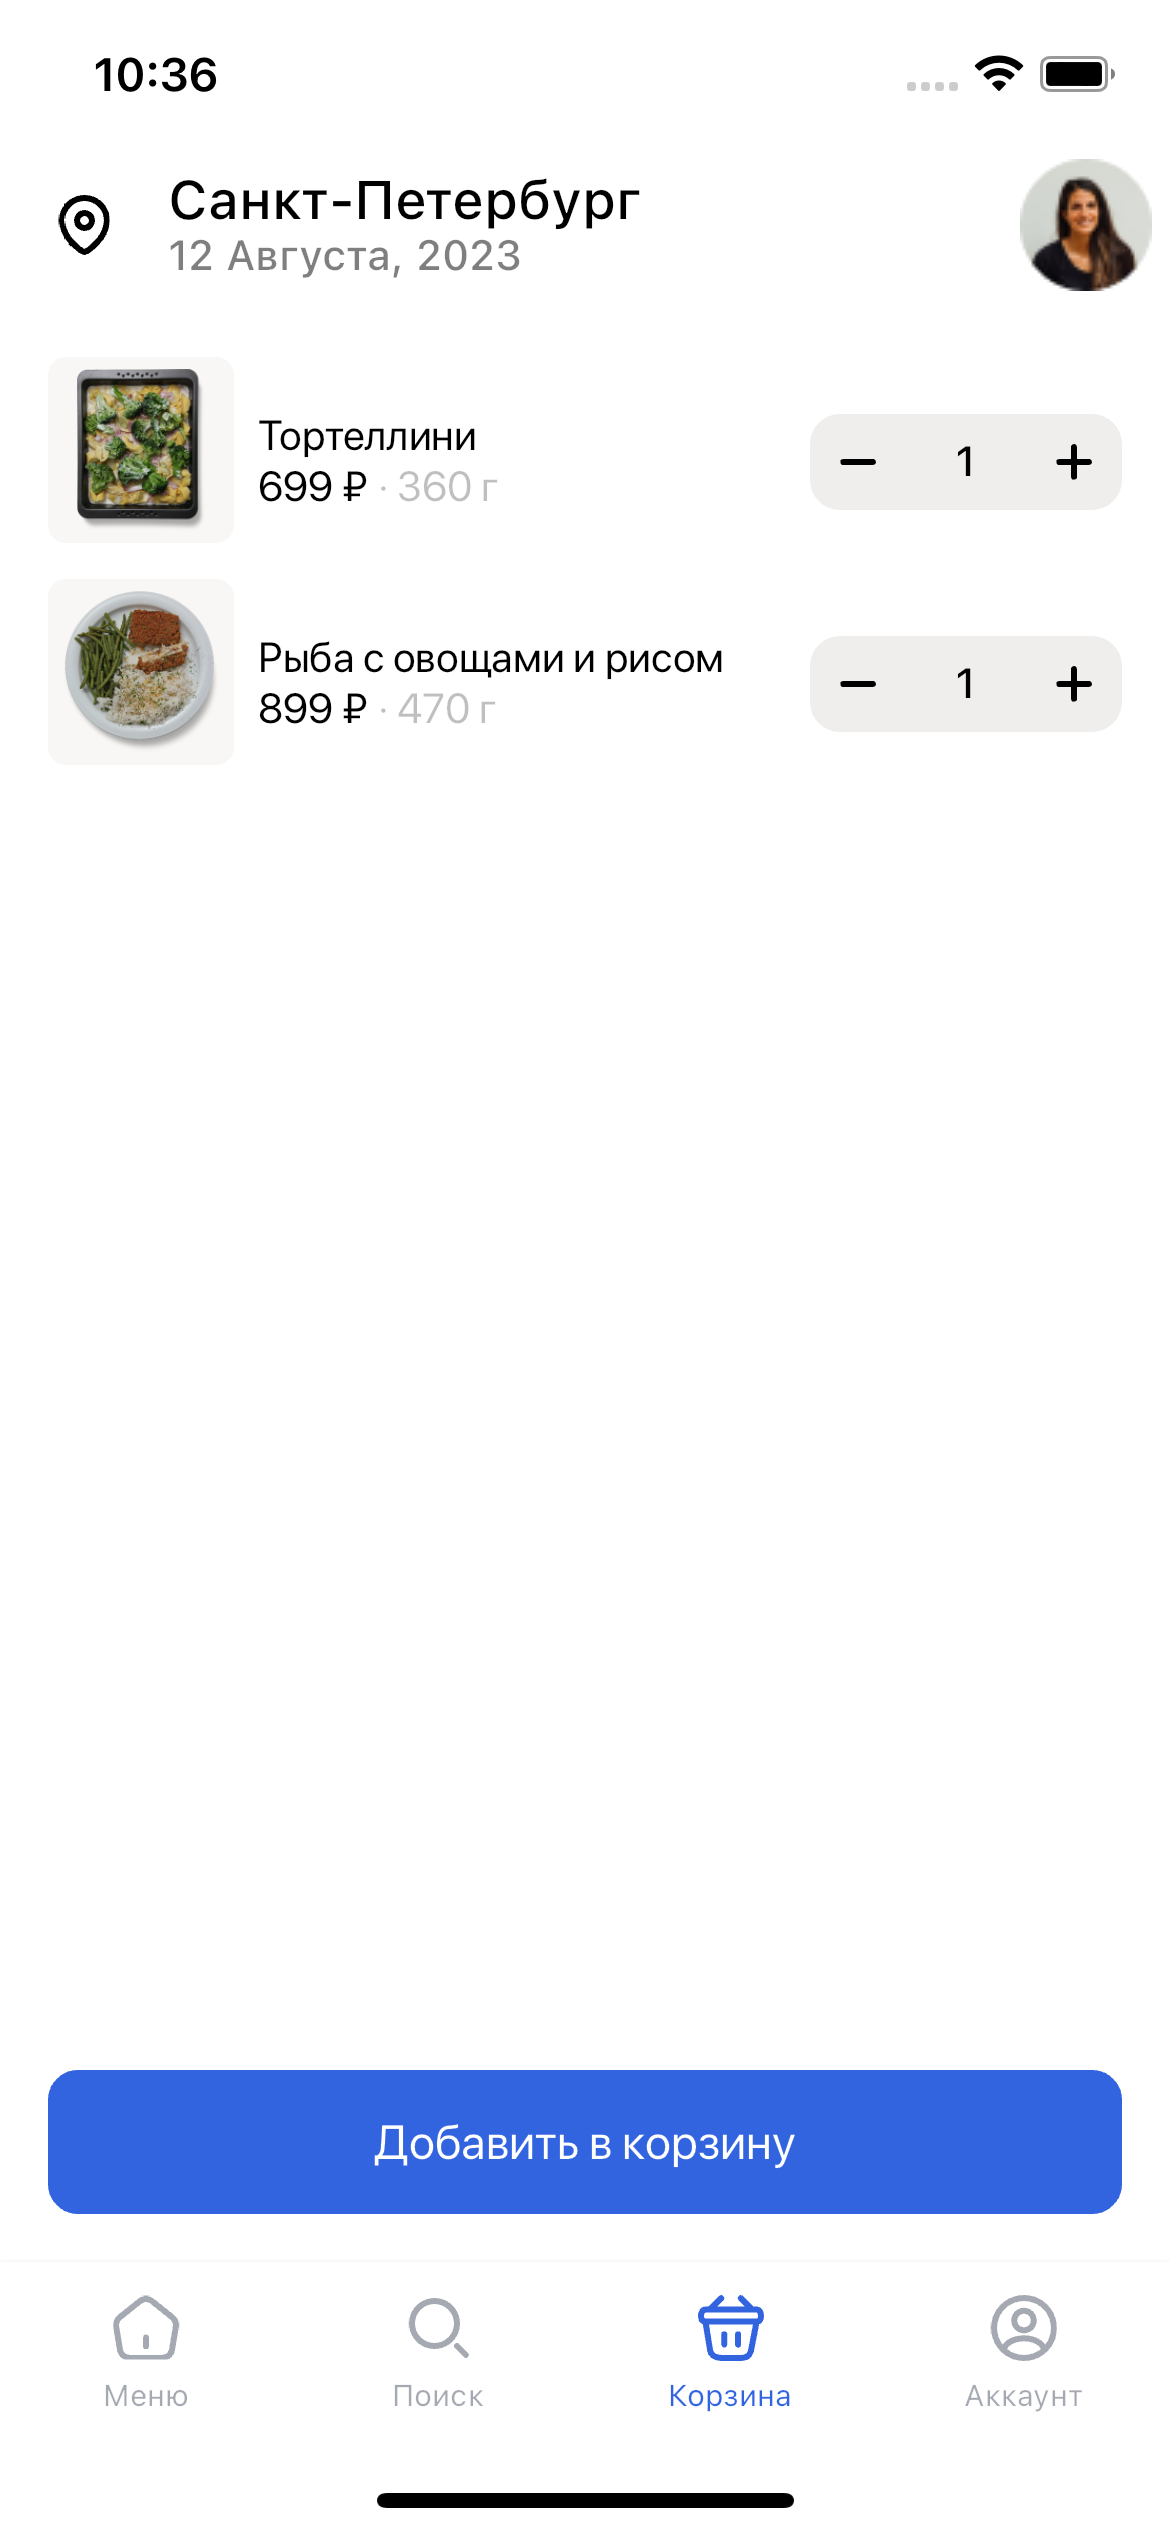 10:36
Санкт-Петербург
12 Августа, 2023
Тортеллини
699 ₽ · 360 г
1
Рыба с овощами и рисом
899 ₽ · 470 г
1
Добавить в корзину
Меню
Поиск
Корзина
Аккаунт